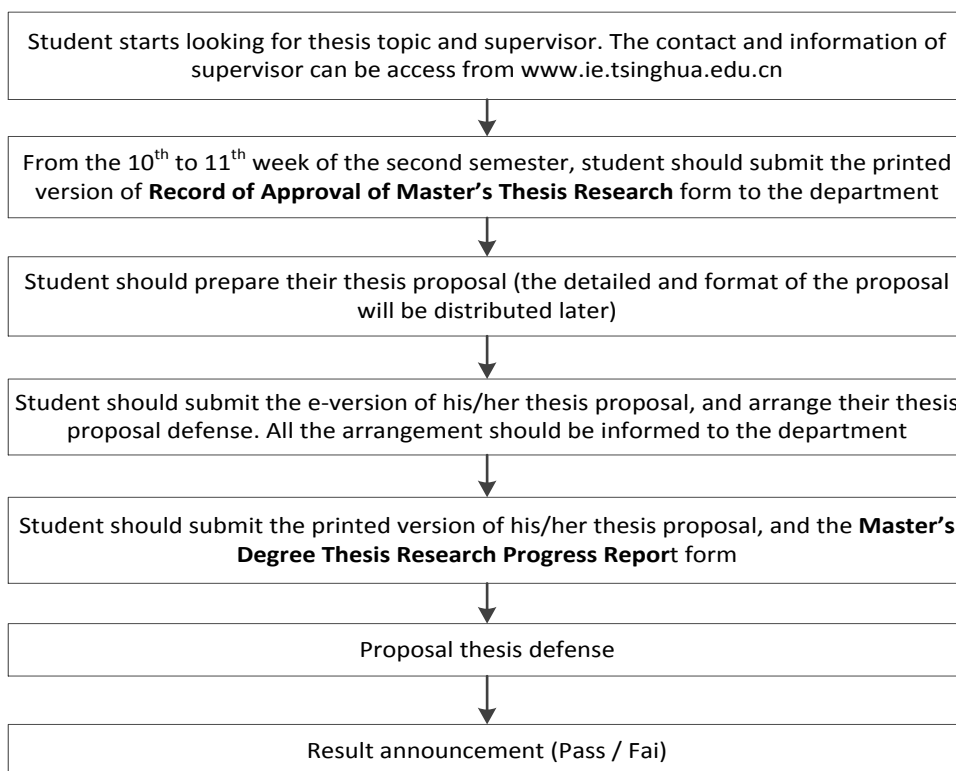 Student starts looking for thesis topic and supervisor. The contact and information of
supervisor can be access from www.ie.tsinghua.edu.cn
From the 10th to 11th week of the second semester, student should submit the printed
version of Record of Approval of Master's Thesis Research form to the department
Student should prepare their thesis proposal (the detailed and format of the proposal
will be distributed later)
Student should submit the e-version of his/her thesis proposal, and arrange their thesis
proposal defense. All the arrangement should be informed to the department
Student should submit the printed version of his/her thesis proposal, and the Master's
Degree Thesis Research Progress Report form
Proposal thesis defense
Result announcement (Pass / Fai)